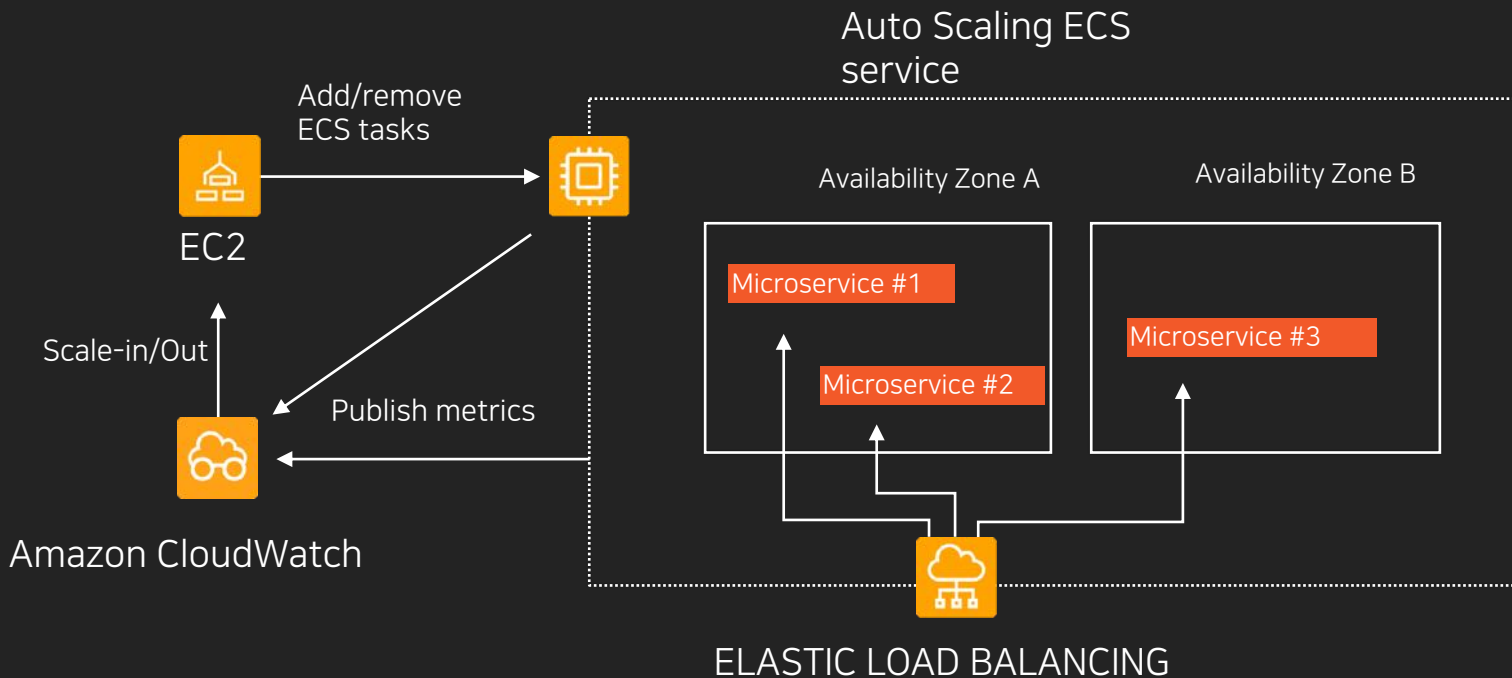 Auto Scaling ECS
service
Add/remove
ECS tasks
Availability Zone A
Availability Zone B
EC2
Microservice #1
Microservice #3
Scale-in/Out
Microservice #2
Publish metrics
Amazon CloudWatch
ELASTIC LOAD BALANCING